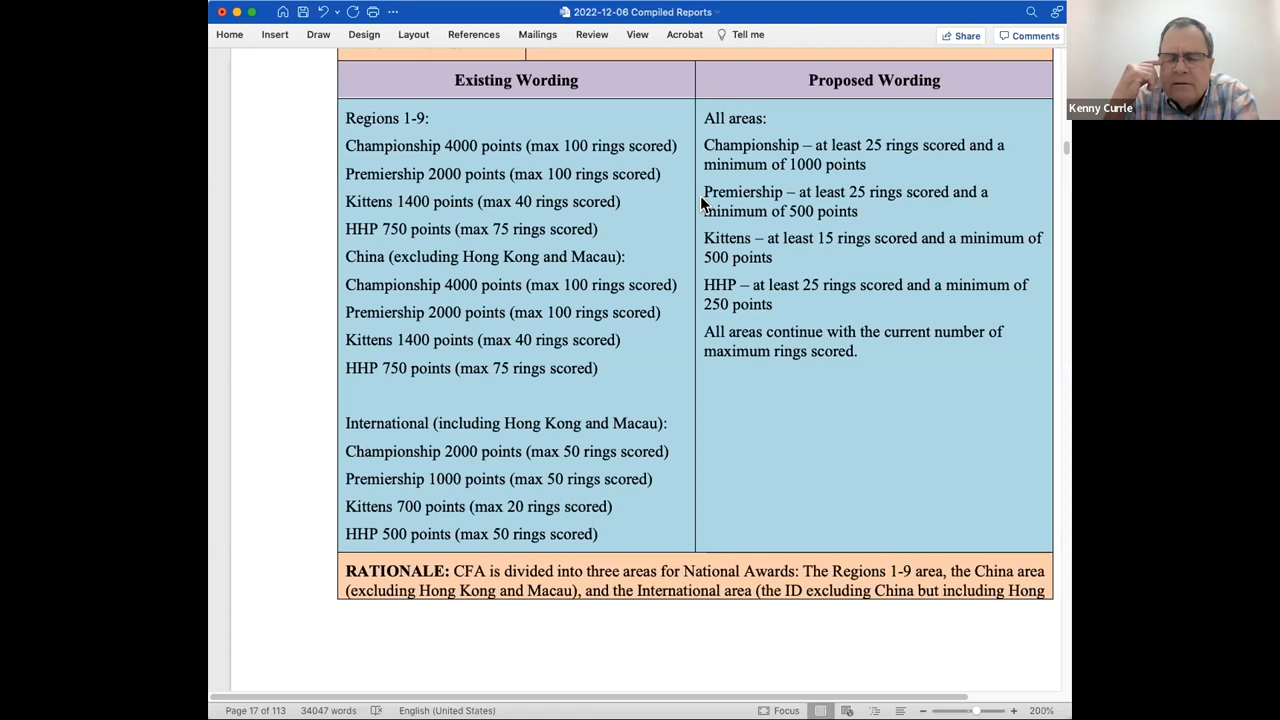 2022-12-06 Compiled Reports
Home Insert Draw Design Layout References Mailings Review View Acrobat Tell me Share Comments
Kenny Currle
Existing Wording
Regions 1-9:
Championship 4000 points (max 100 rings scored)
Premiership 2000 points (max 100 rings scored)
Kittens 1400 points (max 40 rings scored)
HHP 750 points (max 75 rings scored)
China (excluding Hong Kong and Macau):
Championship 4000 points (max 100 rings scored)
Premiership 2000 points (max 100 rings scored)
Kittens 1400 points (max 40 rings scored)
HHP 750 points (max 75 rings scored)
International (including Hong Kong and Macau):
Championship 2000 points (max 50 rings scored)
Premiership 1000 points (max 50 rings scored)
Kittens 700 points (max 20 rings scored)
HHP 500 points (max 50 rings scored)
Proposed Wording
All areas:
Championship – at least 25 rings scored and a
minimum of 1000 points
Premiership – at least 25 rings scored and a
minimum of 500 points
Kittens – at least 15 rings scored and a minimum of
500 points
HHP – at least 25 rings scored and a minimum of
250 points
All areas continue with the current number of
maximum rings scored.
RATIONALE: CFA is divided into three areas for National Awards: The Regions 1-9 area, the China area
(excluding Hong Kong and Macau), and the International area (the ID excluding China but including Hong
Page 17 of 113 34047 words English (United States) Focus 200%